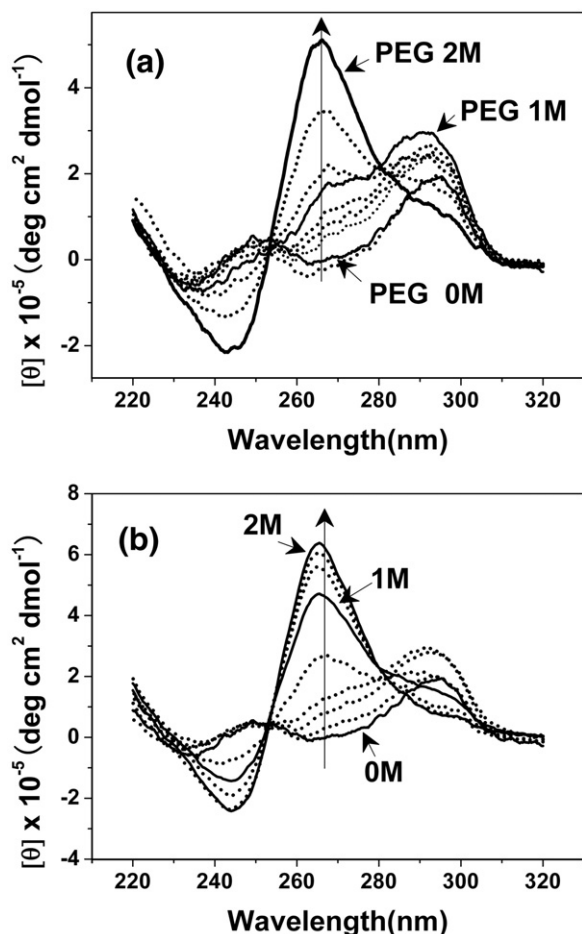 (a)
PEG 2M
PEG 1M
PEG 0M
4
2
0
-2
[θ] x 10⁻⁵ (deg cm² dmol⁻¹)
220 240 260 280 300 320
Wavelength(nm)
(b)
2M
1M
0M
8
6
4
2
0
-2
-4
[θ] x 10⁻⁵ (deg cm² dmol⁻¹)
220 240 260 280 300 320
Wavelength(nm)